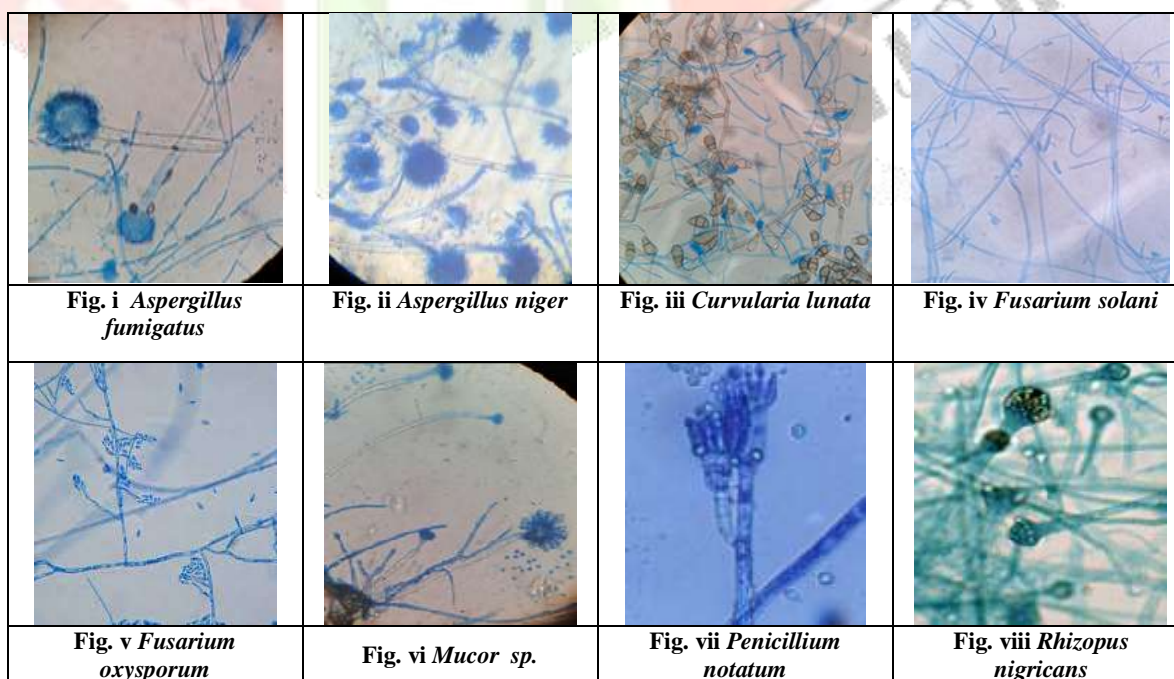 Fig. i Aspergillus
fumigatus
Fig. ii Aspergillus niger
Fig. iii Curvularia lunata
Fig. iv Fusarium solani
Fig. v Fusarium
oxysporum
Fig. vi Mucor sp.
Fig. vii Penicillium
notatum
Fig. viii Rhizopus
nigricans